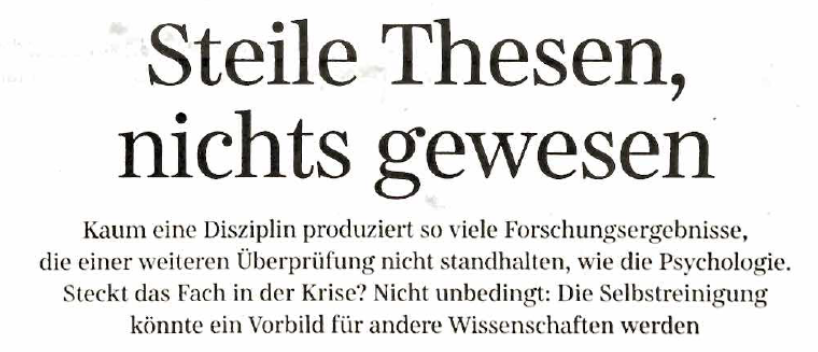 Steile Thesen,
nichts gewesen
Kaum eine Disziplin produziert so viele Forschungsergebnisse,
die einer weiteren Überprüfung nicht standhalten, wie die Psychologie.
Steckt das Fach in der Krise? Nicht unbedingt: Die Selbstreinigung
könnte ein Vorbild für andere Wissenschaften werden